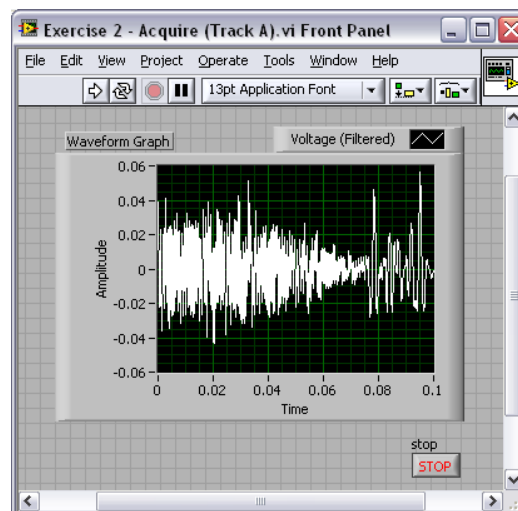 Exercise 2 - Acquire (Track A).vi Front Panel
File Edit View Project Operate Tools Window Help
13pt Application Font
Waveform Graph
Voltage (Filtered)
0.06
0.04
0.02
0
-0.02
-0.04
-0.06
Amplitude
0 0.02 0.04 0.06 0.08 0.1
Time
stop
STOP